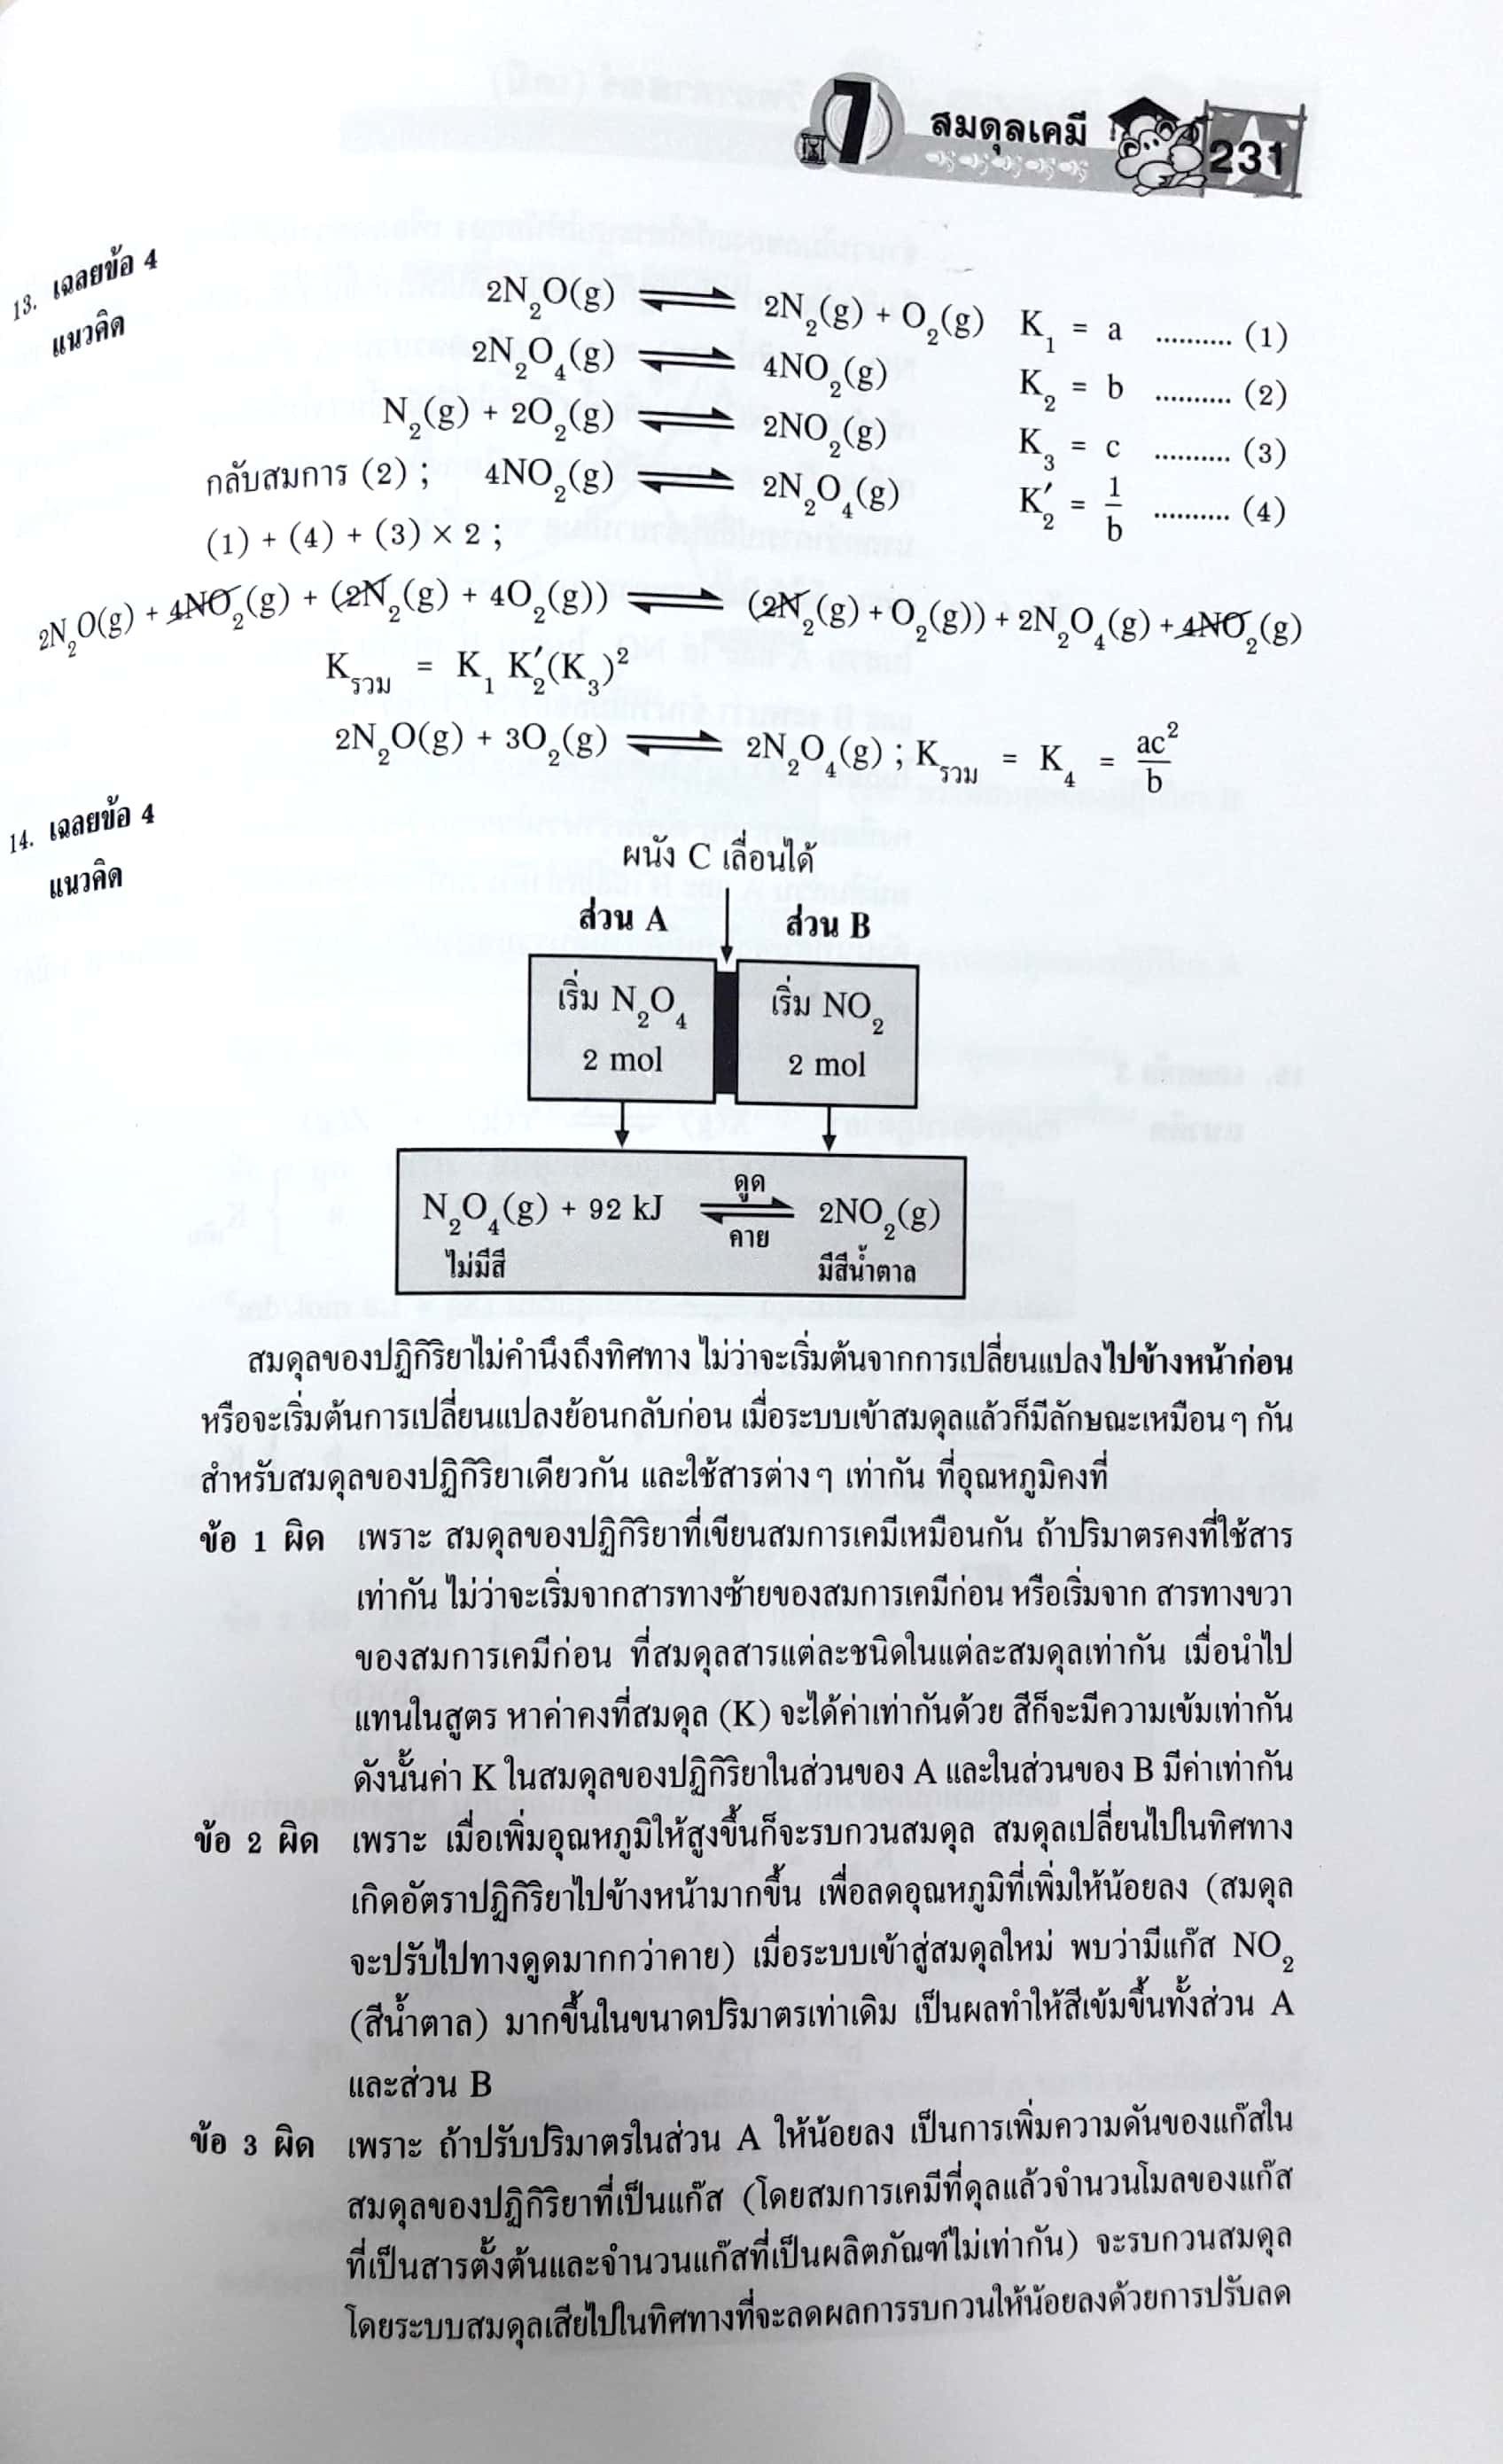 7 สมดุลเคมี 231
13. เฉลยข้อ 4
แนวคิด
2N₂O(g) ⇌ 2N₂(g) + O₂(g) K₁ = a .......... (1)
2N₂O₄(g) ⇌ 4NO₂(g) K₂ = b .......... (2)
N₂(g) + 2O₂(g) ⇌ 2NO₂(g) K₃ = c .......... (3)
กลับสมการ (2) ; 4NO₂(g) ⇌ 2N₂O₄(g) K₂′ = 1/b .......... (4)
(1) + (4) + (3) × 2 ;
2N₂O(g) + 4NO₂(g) + (2N₂(g) + 4O₂(g)) ⇌ (2N₂(g) + O₂(g)) + 2N₂O₄(g) + 4NO₂(g)
Kรวม = K₁ K₂′(K₃)²
2N₂O(g) + 3O₂(g) ⇌ 2N₂O₄(g) ; Kรวม = K₄ = ac²/b
14. เฉลยข้อ 4
แนวคิด
ผนัง C เลื่อนได้
ส่วน A ส่วน B
เริ่ม N₂O₄ เริ่ม NO₂
2 mol 2 mol
N₂O₄(g) + 92 kJ ดูด ⇌ คาย 2NO₂(g)
ไม่มีสี มีสีน้ำตาล
สมดุลของปฏิกิริยาไม่คำนึงถึงทิศทาง ไม่ว่าจะเริ่มต้นจากการเปลี่ยนแปลงไปข้างหน้าก่อน
หรือจะเริ่มต้นการเปลี่ยนแปลงย้อนกลับก่อน เมื่อระบบเข้าสมดุลแล้วก็มีลักษณะเหมือนๆ กัน
สำหรับสมดุลของปฏิกิริยาเดียวกัน และใช้สารต่างๆ เท่ากัน ที่อุณหภูมิคงที่
ข้อ 1 ผิด เพราะ สมดุลของปฏิกิริยาที่เขียนสมการเคมีเหมือนกัน ถ้าปริมาตรคงที่ใช้สาร
เท่ากัน ไม่ว่าจะเริ่มจากสารทางซ้ายของสมการเคมีก่อน หรือเริ่มจาก สารทางขวา
ของสมการเคมีก่อน ที่สมดุลสารแต่ละชนิดในแต่ละสมดุลเท่ากัน เมื่อนำไป
แทนในสูตร หาค่าคงที่สมดุล (K) จะได้ค่าเท่ากันด้วย สีก็จะมีความเข้มเท่ากัน
ดังนั้นค่า K ในสมดุลของปฏิกิริยาในส่วนของ A และในส่วนของ B มีค่าเท่ากัน
ข้อ 2 ผิด เพราะ เมื่อเพิ่มอุณหภูมิให้สูงขึ้นก็จะรบกวนสมดุล สมดุลเปลี่ยนไปในทิศทาง
เกิดอัตราปฏิกิริยาไปข้างหน้ามากขึ้น เพื่อลดอุณหภูมิที่เพิ่มให้น้อยลง (สมดุล
จะปรับไปทางดูดมากกว่าคาย) เมื่อระบบเข้าสู่สมดุลใหม่ พบว่ามีแก๊ส NO₂
(สีน้ำตาล) มากขึ้นในขนาดปริมาตรเท่าเดิม เป็นผลทำให้สีเข้มขึ้นทั้งส่วน A
และส่วน B
ข้อ 3 ผิด เพราะ ถ้าปรับปริมาตรในส่วน A ให้น้อยลง เป็นการเพิ่มความดันของแก๊สใน
สมดุลของปฏิกิริยาที่เป็นแก๊ส (โดยสมการเคมีที่ดุลแล้วจำนวนโมลของแก๊ส
ที่เป็นสารตั้งต้นและจำนวนแก๊สที่เป็นผลิตภัณฑ์ไม่เท่ากัน) จะรบกวนสมดุล
โดยระบบสมดุลเสียไปในทิศทางที่จะลดผลการรบกวนให้น้อยลงด้วยการปรับลด